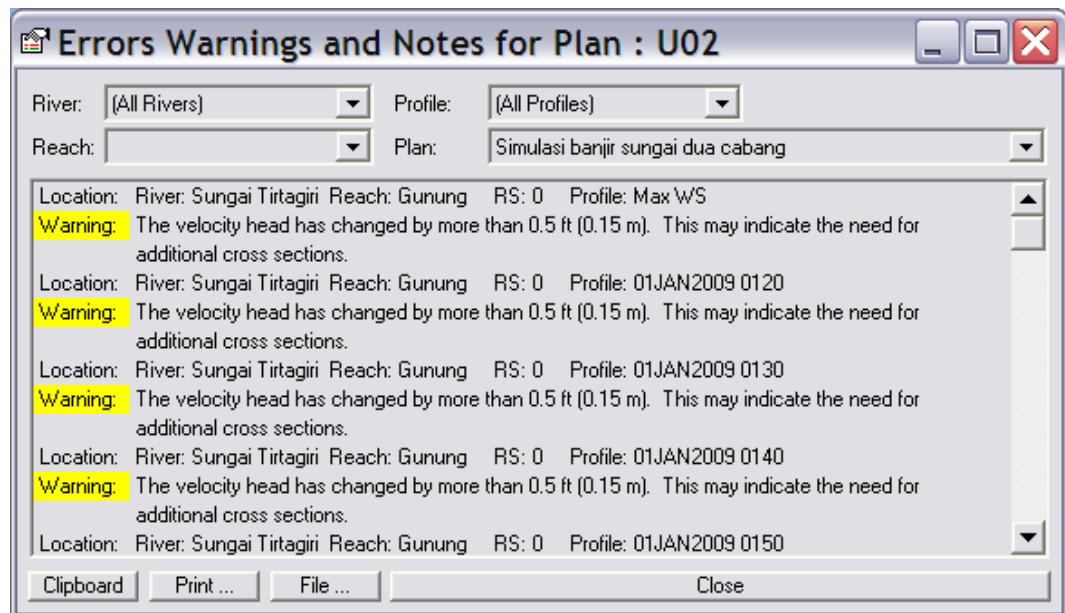 Errors Warnings and Notes for Plan : U02
River: (All Rivers) Profile: (All Profiles)
Reach: Plan: Simulasi banjir sungai dua cabang
Location: River: Sungai Tirtagiri Reach: Gunung RS: 0 Profile: Max WS
Warning: The velocity head has changed by more than 0.5 ft (0.15 m). This may indicate the need for
additional cross sections.
Location: River: Sungai Tirtagiri Reach: Gunung RS: 0 Profile: 01JAN2009 0120
Warning: The velocity head has changed by more than 0.5 ft (0.15 m). This may indicate the need for
additional cross sections.
Location: River: Sungai Tirtagiri Reach: Gunung RS: 0 Profile: 01JAN2009 0130
Warning: The velocity head has changed by more than 0.5 ft (0.15 m). This may indicate the need for
additional cross sections.
Location: River: Sungai Tirtagiri Reach: Gunung RS: 0 Profile: 01JAN2009 0140
Warning: The velocity head has changed by more than 0.5 ft (0.15 m). This may indicate the need for
additional cross sections.
Location: River: Sungai Tirtagiri Reach: Gunung RS: 0 Profile: 01JAN2009 0150
Clipboard Print ... File ... Close